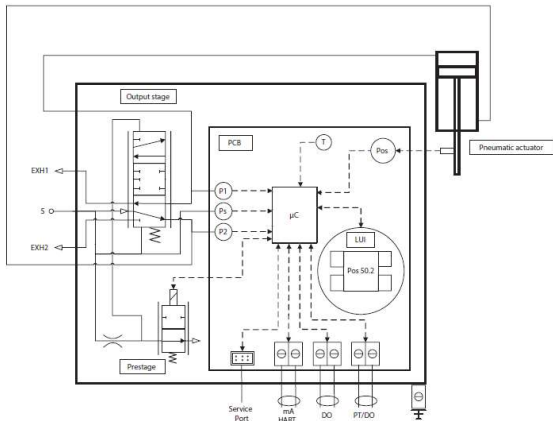 Output stage
PCB
T
Pos
Pneumatic actuator
EXH1
P1
S
Ps
µC
EXH2
P2
LUI
Pos 50.2
Prestage
Service
Port
mA
HART
DO
PT/DO